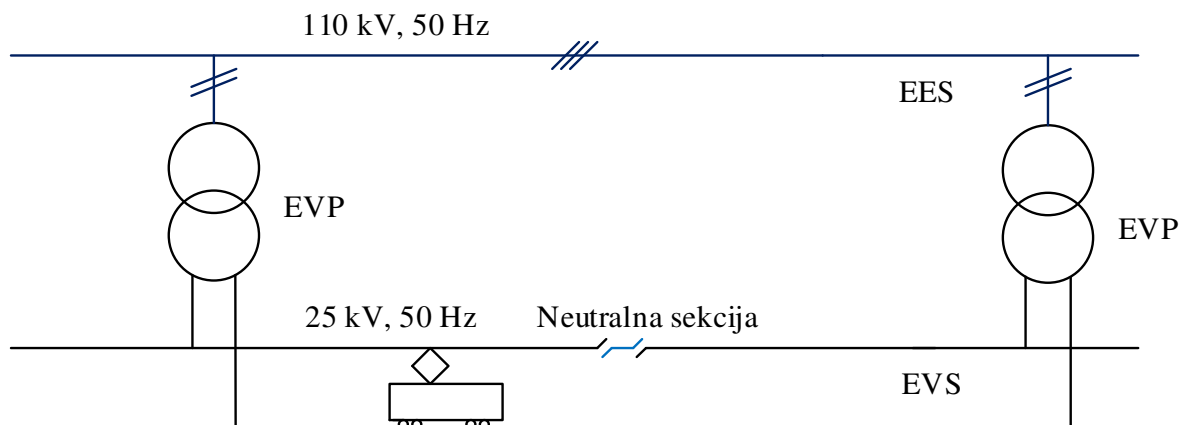 110 kV, 50 Hz
EES
EVP
EVP
25 kV, 50 Hz
Neutralna sekcija
EVS